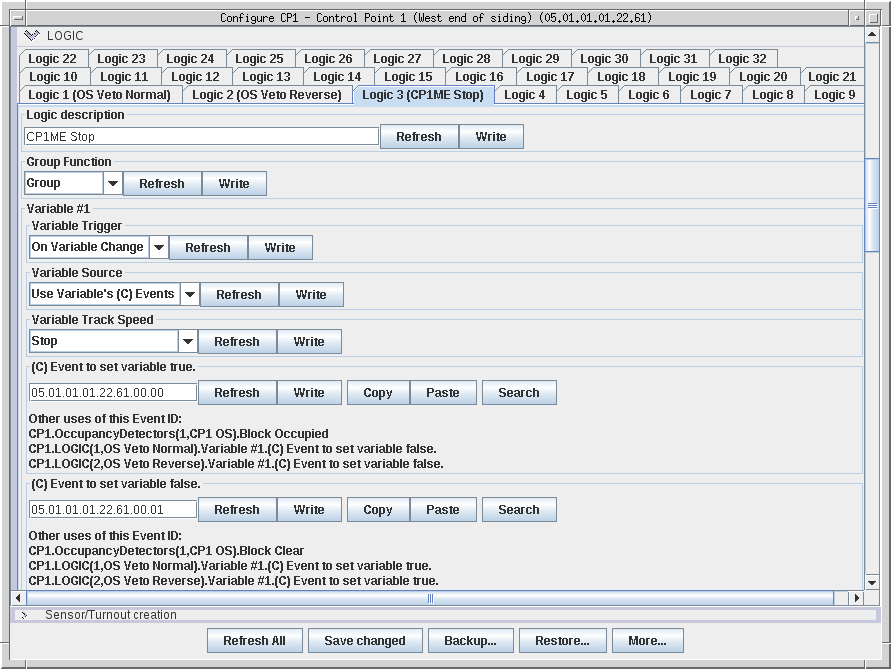 Configure CP1 - Control Point 1 (West end of siding) (05.01.01.01.22.61)
LOGIC
Logic 22 Logic 23 Logic 24 Logic 25 Logic 26 Logic 27 Logic 28 Logic 29 Logic 30 Logic 31 Logic 32
Logic 10 Logic 11 Logic 12 Logic 13 Logic 14 Logic 15 Logic 16 Logic 17 Logic 18 Logic 19 Logic 20 Logic 21
Logic 1 (OS Veto Normal) Logic 2 (OS Veto Reverse) Logic 3 (CP1ME Stop) Logic 4 Logic 5 Logic 6 Logic 7 Logic 8 Logic 9
Logic description
CP1ME Stop Refresh Write
Group Function
Group Refresh Write
Variable #1
Variable Trigger
On Variable Change Refresh Write
Variable Source
Use Variable's (C) Events Refresh Write
Variable Track Speed
Stop Refresh Write
(C) Event to set variable true.
05.01.01.01.22.61.00.00 Refresh Write Copy Paste Search
Other uses of this Event ID:
CP1.OccupancyDetectors(1,CP1 OS).Block Occupied
CP1.LOGIC(1,OS Veto Normal).Variable #1.(C) Event to set variable false.
CP1.LOGIC(2,OS Veto Reverse).Variable #1.(C) Event to set variable false.
(C) Event to set variable false.
05.01.01.01.22.61.00.01 Refresh Write Copy Paste Search
Other uses of this Event ID:
CP1.OccupancyDetectors(1,CP1 OS).Block Clear
CP1.LOGIC(1,OS Veto Normal).Variable #1.(C) Event to set variable true.
CP1.LOGIC(2,OS Veto Reverse).Variable #1.(C) Event to set variable true.
Sensor/Turnout creation
Refresh All Save changed Backup... Restore... More...